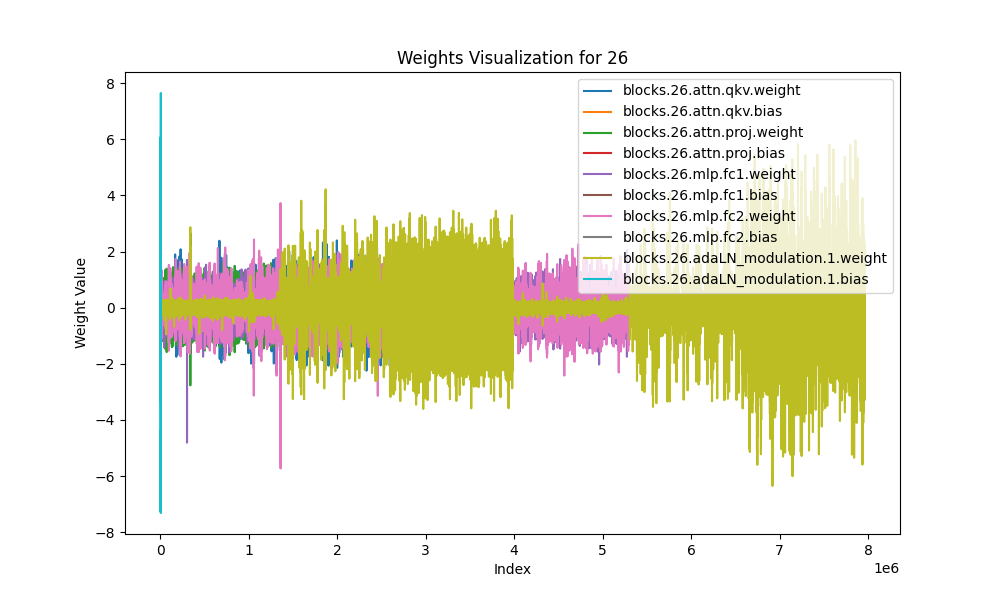 Weights Visualization for 26
8
6
4
2
0
−2
−4
−6
−8
Weight Value
blocks.26.attn.qkv.weight
blocks.26.attn.qkv.bias
blocks.26.attn.proj.weight
blocks.26.attn.proj.bias
blocks.26.mlp.fc1.weight
blocks.26.mlp.fc1.bias
blocks.26.mlp.fc2.weight
blocks.26.mlp.fc2.bias
blocks.26.adaLN_modulation.1.weight
blocks.26.adaLN_modulation.1.bias
0 1 2 3 4 5 6 7 8
1e6
Index